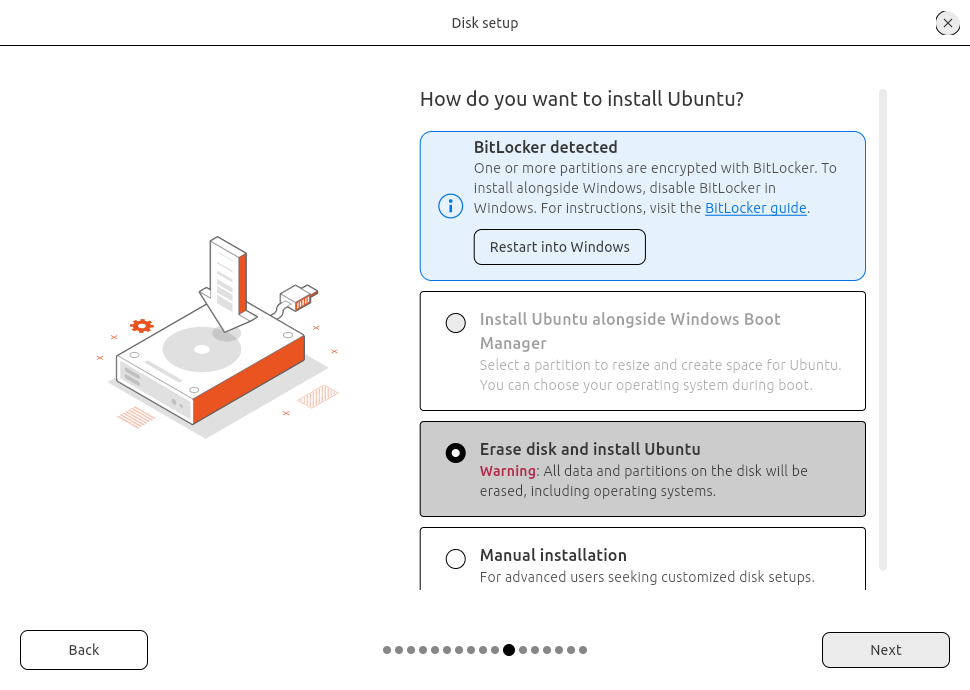 Disk setup
How do you want to install Ubuntu?
BitLocker detected
One or more partitions are encrypted with BitLocker. To
install alongside Windows, disable BitLocker in
Windows. For instructions, visit the BitLocker guide.
Restart into Windows
Install Ubuntu alongside Windows Boot
Manager
Select a partition to resize and create space for Ubuntu.
You can choose your operating system during boot.
Erase disk and install Ubuntu
Warning: All data and partitions on the disk will be
erased, including operating systems.
Manual installation
For advanced users seeking customized disk setups.
Back
Next